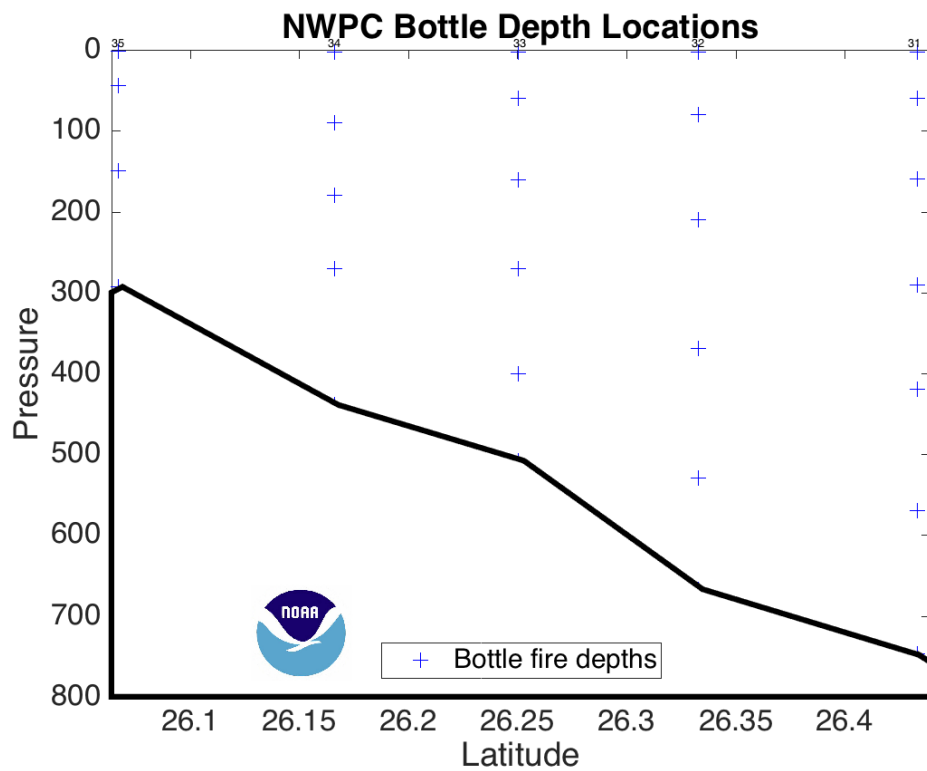 NWPC Bottle Depth Locations
35 34 33 32 31
0
100
200
300
400
500
600
700
800
Pressure
NOAA
Bottle fire depths
26.1 26.15 26.2 26.25 26.3 26.35 26.4
Latitude